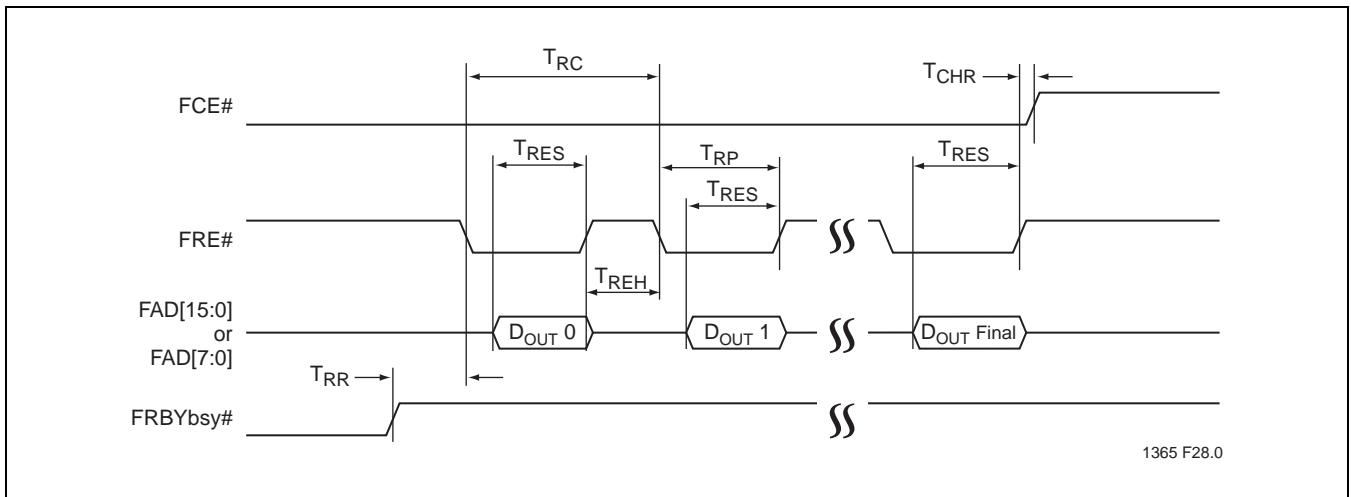 TRC
TCHR
FCE#
TRES
TRP
TRES
TRES
FRE#
TREH
FAD[15:0]
or
FAD[7:0]
DOUT 0
DOUT 1
DOUT Final
TRR
FRBYbsy#
1365 F28.0